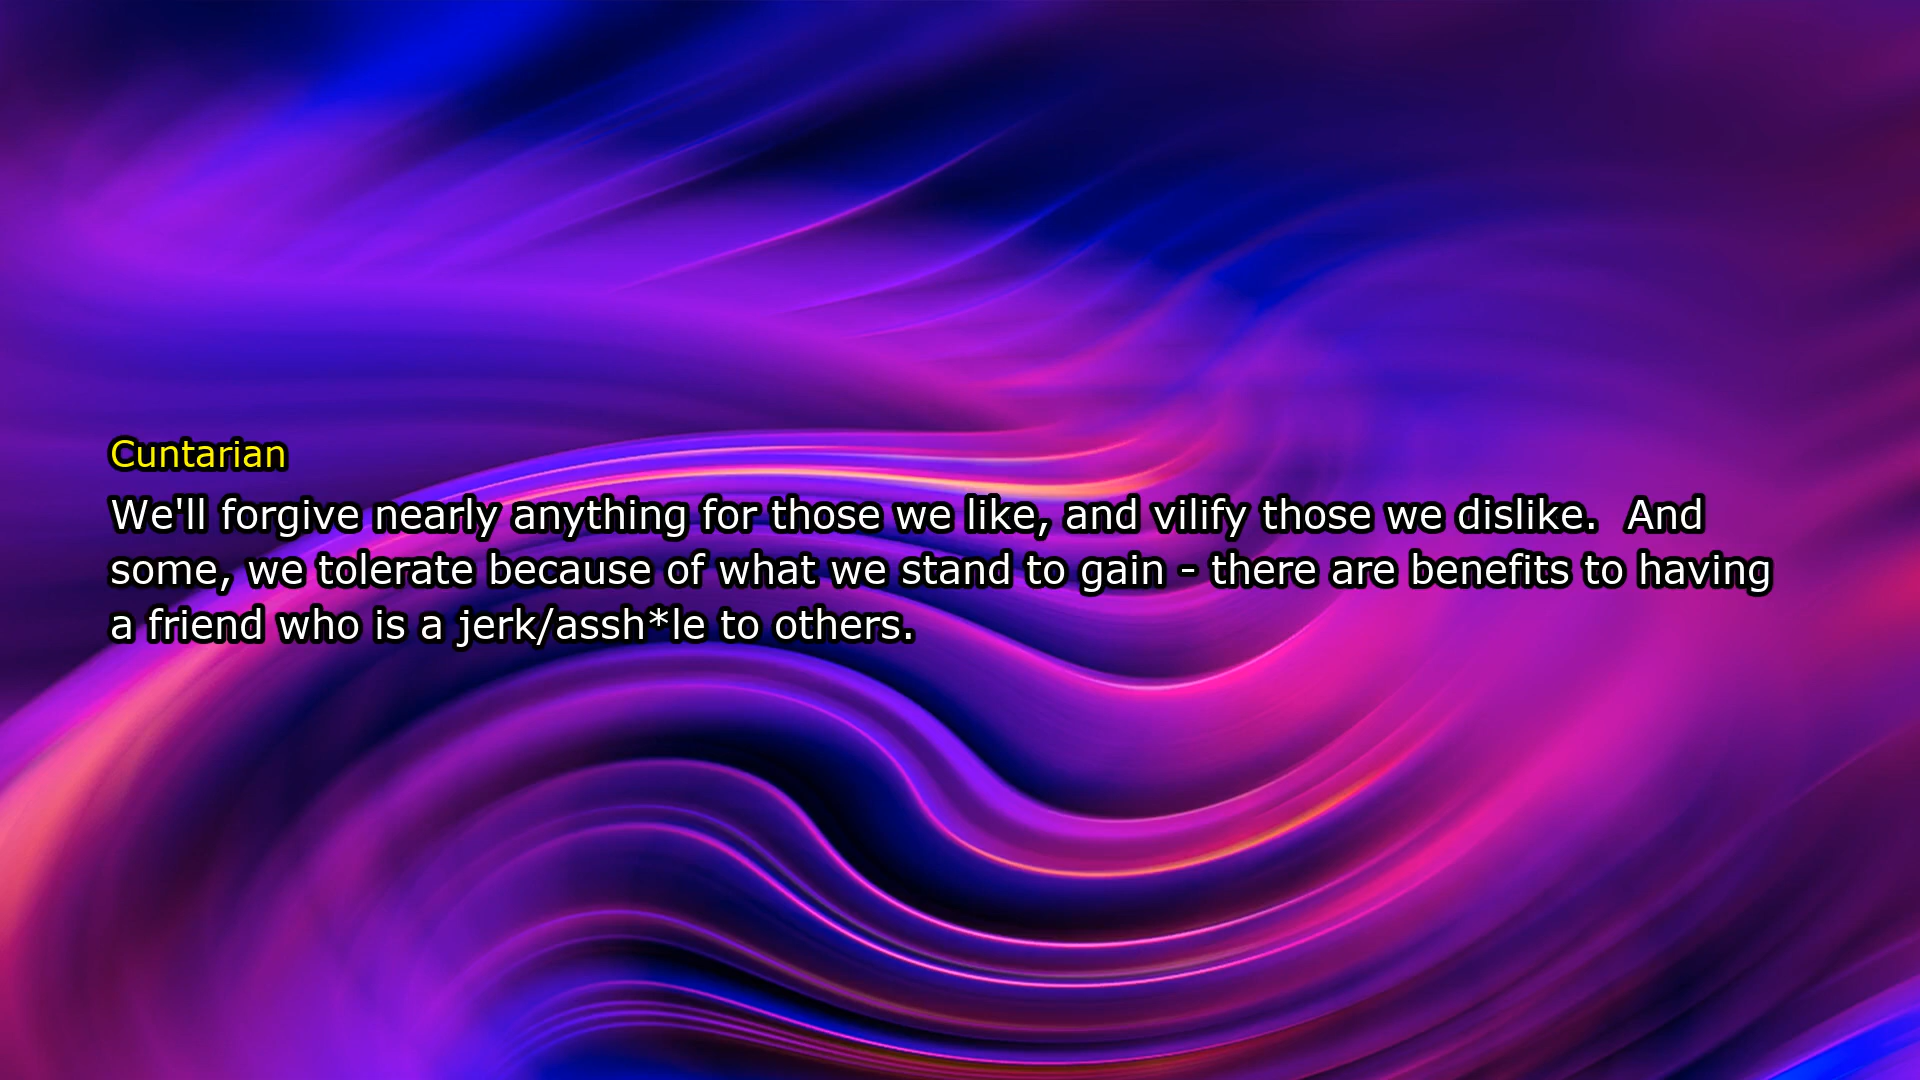 Cuntarian
We'll forgive nearly anything for those we like, and vilify those we dislike.  And
some, we tolerate because of what we stand to gain - there are benefits to having
a friend who is a jerk/assh*le to others.